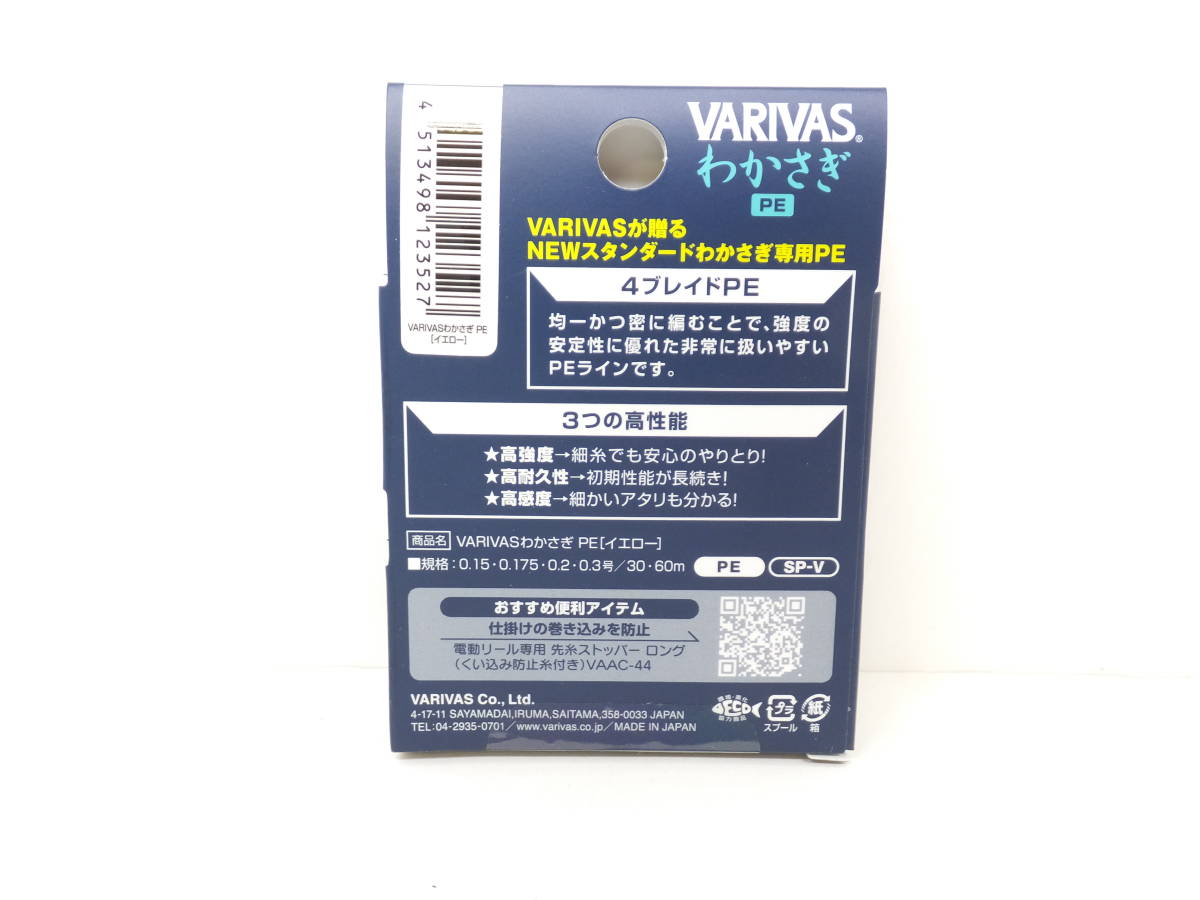 4 513498 123527
VARIVASわかさぎ PE
[イエロー]
VARIVAS®
わかさぎ
PE
VARIVASが贈る
NEWスタンダードわかさぎ専用PE
4ブレイドPE
均一かつ密に編むことで、強度の
安定性に優れた非常に扱いやすい
PEラインです。
3つの高性能
★高強度→細糸でも安心のやりとり!
★高耐久性→初期性能が長続き!
★高感度→細かいアタリも分かる!
商品名 VARIVASわかさぎ PE[イエロー]
■規格:0.15・0.175・0.2・0.3号/30・60m PE SP-V
おすすめ便利アイテム
仕掛けの巻き込みを防止
電動リール専用 先糸ストッパー ロング
(くい込み防止糸付き)VAAC-44
VARIVAS Co., Ltd.
4-17-11 SAYAMADAI,IRUMA,SAITAMA,358-0033 JAPAN
TEL:04-2935-0701/www.varivas.co.jp/MADE IN JAPAN
ECO
プラ
スプール
紙
箱